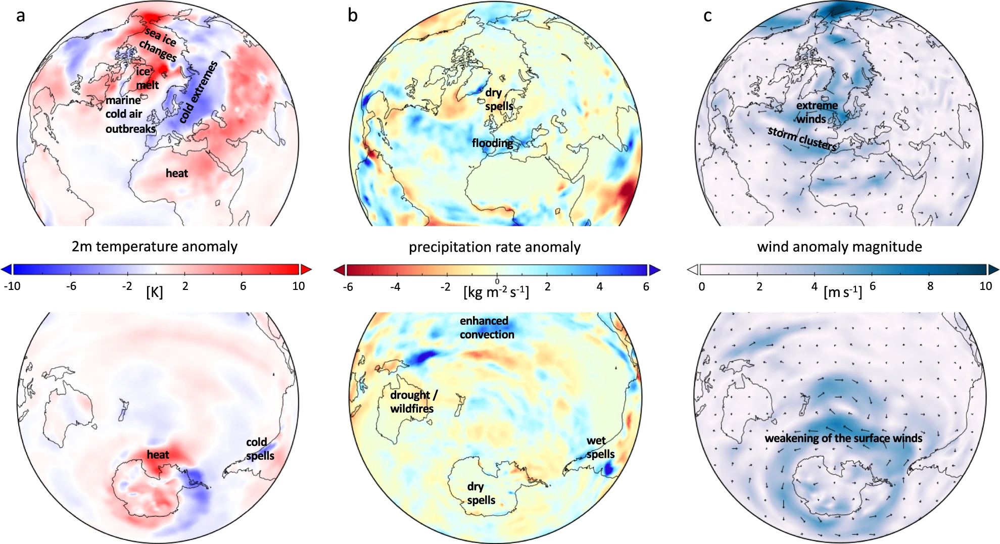 a
b
c
sea ice
changes
ice
melt
marine
cold air
outbreaks
cold extremes
heat
dry
spells
flooding
extreme
winds
storm clusters
2m temperature anomaly
-10 -6 -2 2 6 10
[K]
precipitation rate anomaly
-6 -4 -2 0 2 4 6
[kg m⁻² s⁻¹]
wind anomaly magnitude
0 2 4 6 8 10
[m s⁻¹]
heat
cold
spells
enhanced
convection
drought /
wildfires
wet
spells
dry
spells
weakening of the surface winds